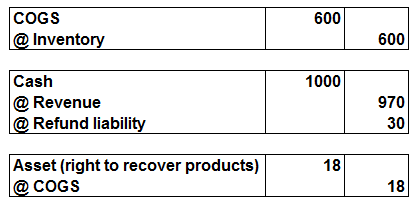 COGS 600
@ Inventory 600
Cash 1000
@ Revenue 970
@ Refund liability 30
Asset (right to recover products) 18
@ COGS 18